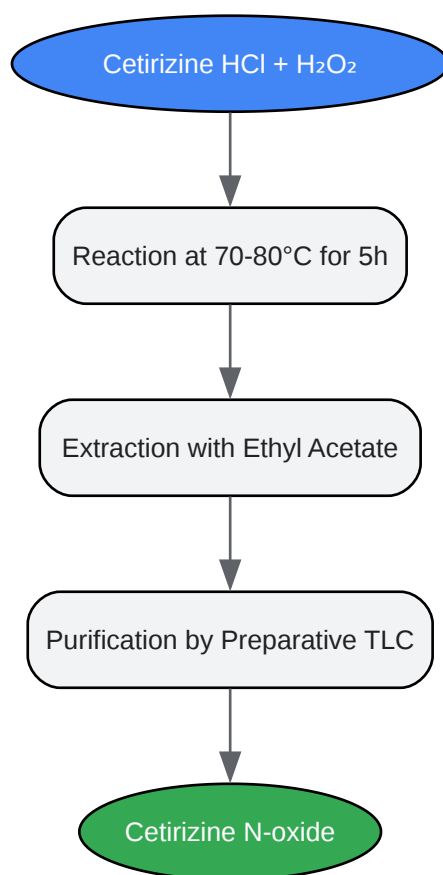 Cetirizine HCl + H₂O₂
Reaction at 70-80°C for 5h
Extraction with Ethyl Acetate
Purification by Preparative TLC
Cetirizine N-oxide